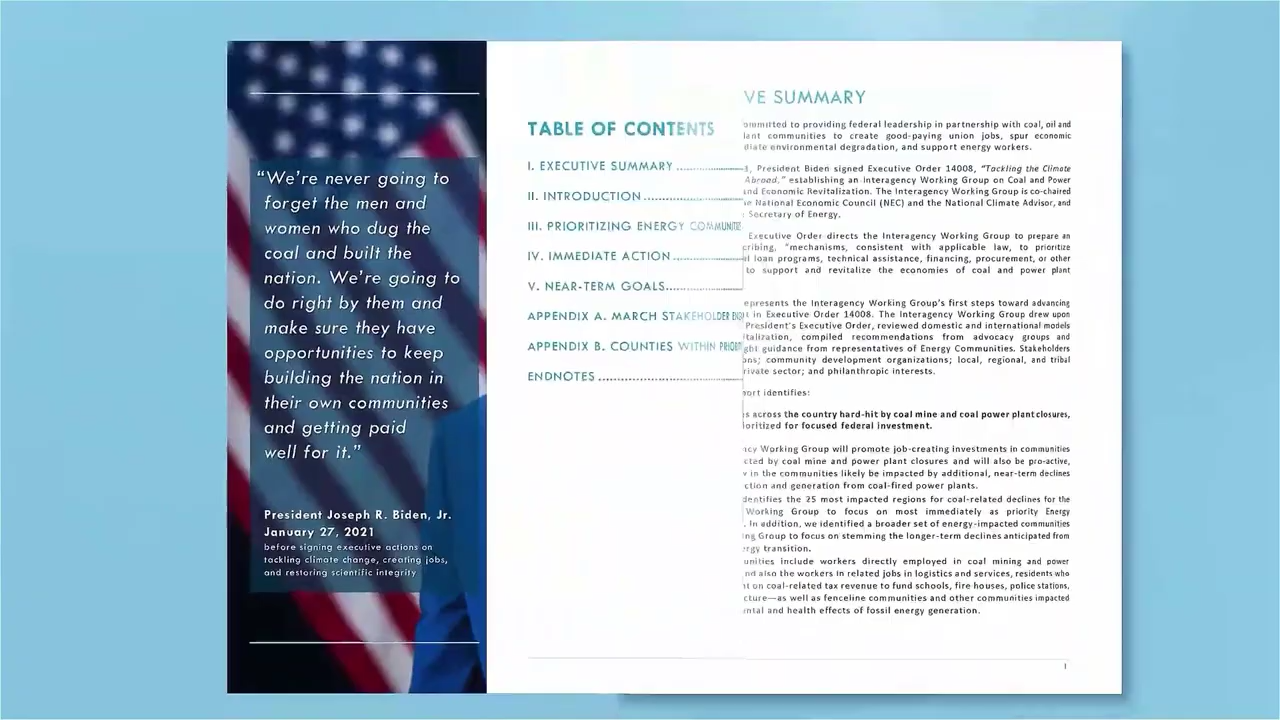 “We’re never going to
forget the men and
women who dug the
coal and built the
nation. We’re going to
do right by them and
make sure they have
opportunities to keep
building the nation in
their own communities
and getting paid
well for it.”
President Joseph R. Biden, Jr.
January 27, 2021
before signing executive actions on
tackling climate change, creating jobs,
and restoring scientific integrity
TABLE OF CONTENTS
I. EXECUTIVE SUMMARY
II. INTRODUCTION
III. PRIORITIZING ENERGY COMMUNITIE
IV. IMMEDIATE ACTION
V. NEAR-TERM GOALS
APPENDIX A. MARCH STAKEHOLDER
APPENDIX B. COUNTIES WITHIN
ENDNOTES
VE SUMMARY
ommitted to providing federal leadership in partnership with coal, oil and
lant communities to create good-paying union jobs, spur economic
diate environmental degradation, and support energy workers.
President Biden signed Executive Order 14008, “Tackling the Climate
Abroad,” establishing an Interagency Working Group on Coal and Power
and Economic Revitalization. The Interagency Working Group is co-chaired
National Economic Council (NEC) and the National Climate Advisor, and
Secretary of Energy.
Executive Order directs the Interagency Working Group to prepare an
cribing, “mechanisms, consistent with applicable law, to prioritize
loan programs, technical assistance, financing, procurement, or other
to support and revitalize the economies of coal and power plant
epresents the Interagency Working Group’s first steps toward advancing
in Executive Order 14008. The Interagency Working Group drew upon
President’s Executive Order, reviewed domestic and international models
italization, compiled recommendations from advocacy groups and
ght guidance from representatives of Energy Communities. Stakeholders
ons; community development organizations; local, regional, and tribal
rivate sector; and philanthropic interests.
ort identifies:
s across the country hard-hit by coal mine and coal power plant closures,
oritized for focused federal investment.
ncy Working Group will promote job-creating investments in communities
cted by coal mine and power plant closures and will also be pro-active,
in the communities likely be impacted by additional, near-term declines
ction and generation from coal-fired power plants.
dentifies the 25 most impacted regions for coal-related declines for the
Working Group to focus on most immediately as priority Energy
. In addition, we identified a broader set of energy-impacted communities
ing Group to focus on stemming the longer-term declines anticipated from
ergy transition.
unities include workers directly employed in coal mining and power
nd also the workers in related jobs in logistics and services, residents who
t on coal-related tax revenue to fund schools, fire houses, police stations,
cture—as well as fenceline communities and other communities impacted
ental and health effects of fossil energy generation.
1